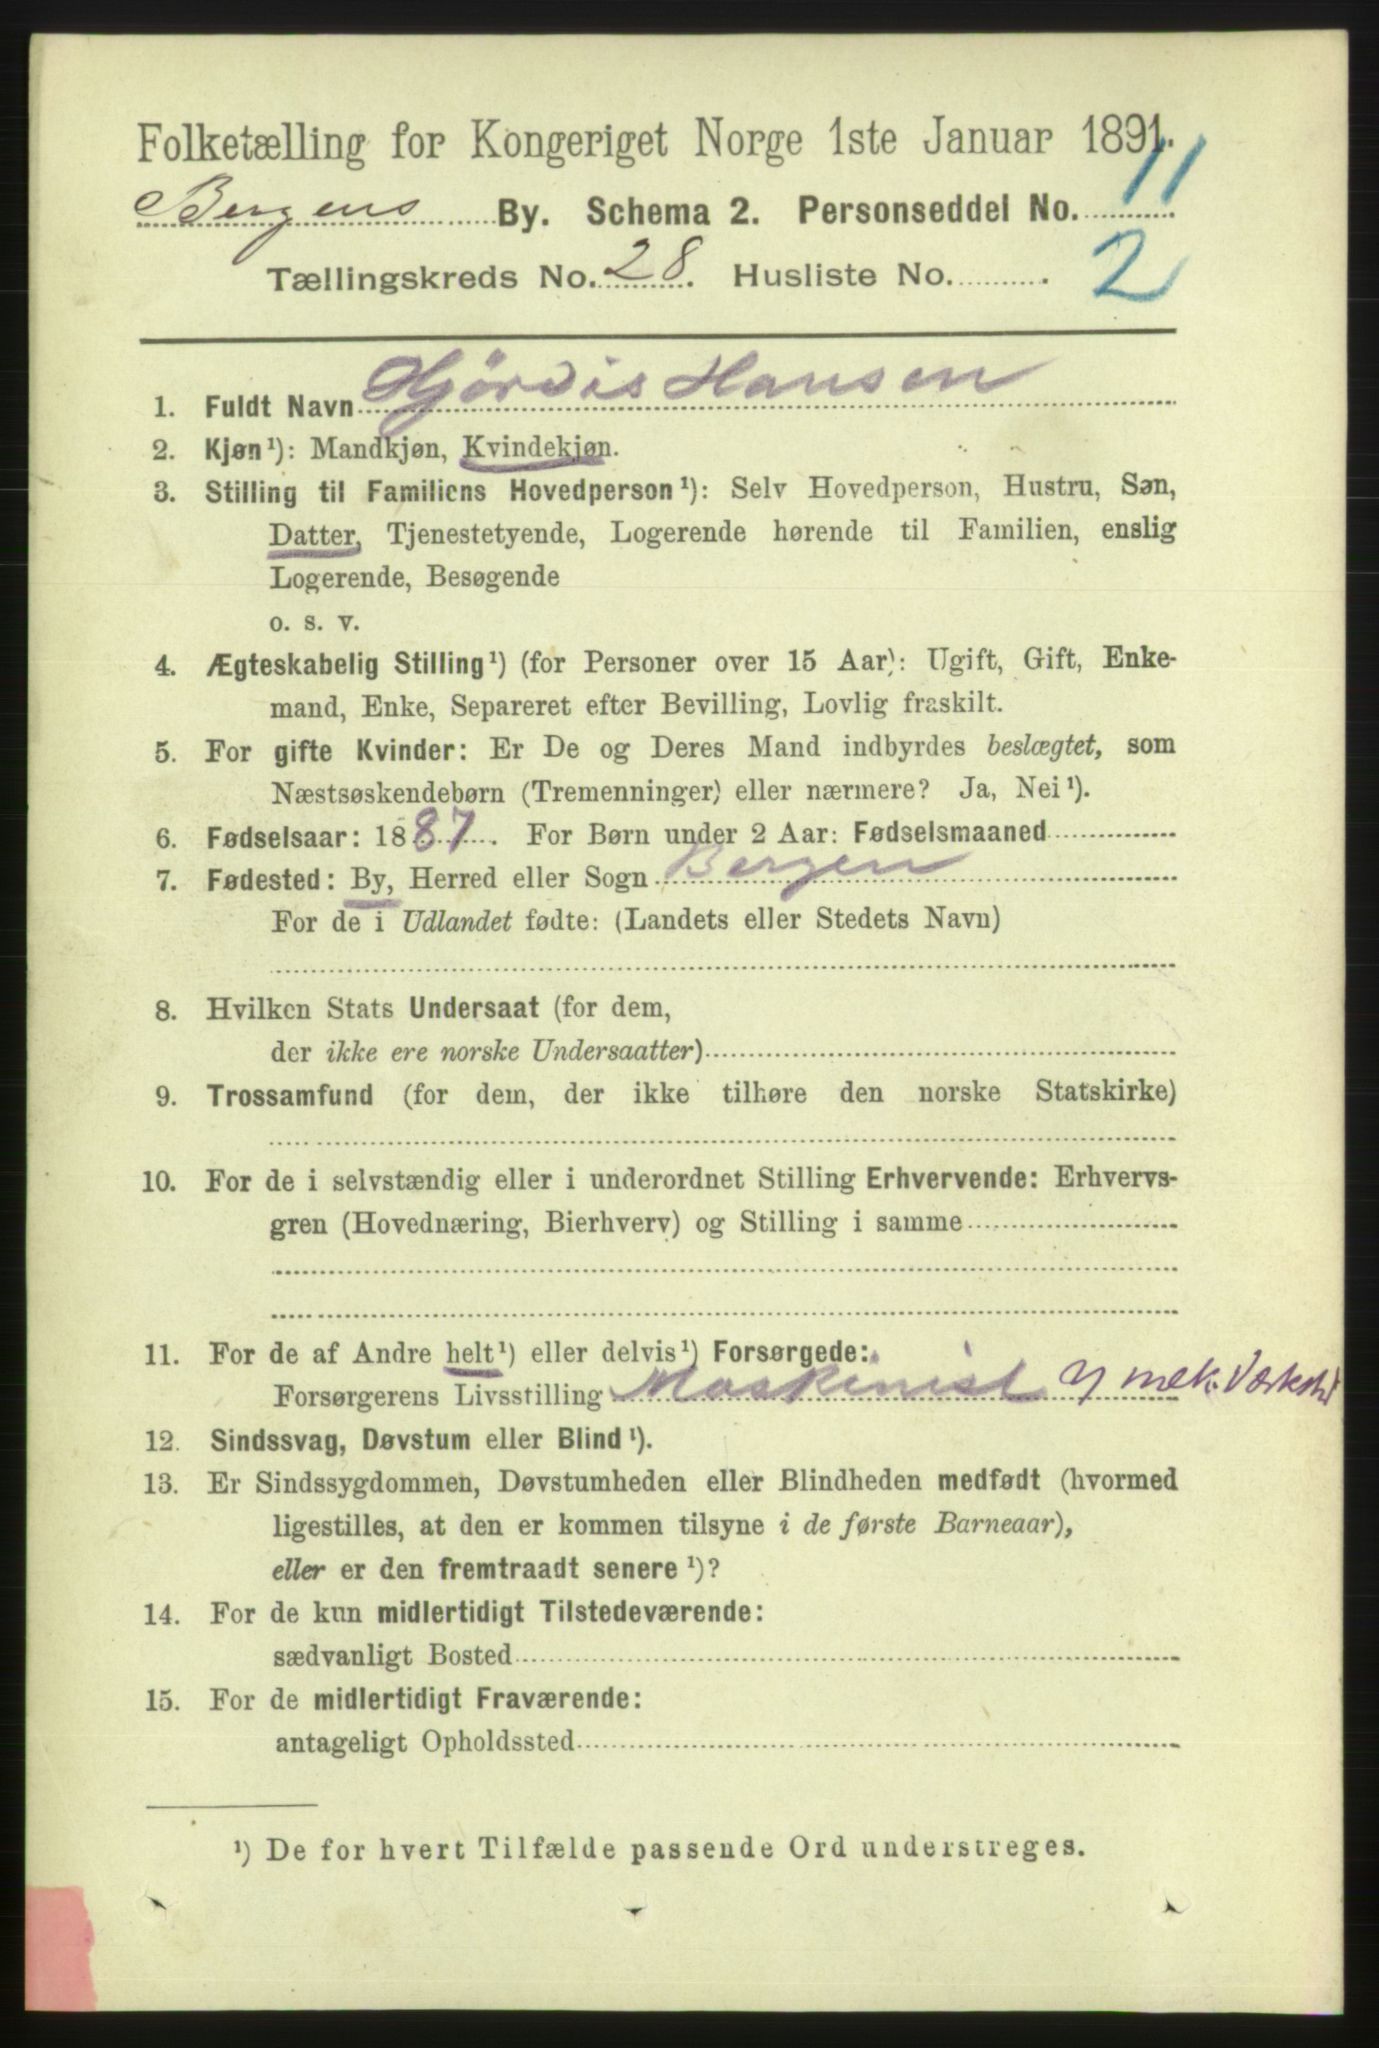 Folketælling for Kongeriget Norge 1ste Januar 1891.
Bergens By. Schema 2. Personseddel No. 11
Tællingskreds No. 28. Husliste No. 2
1. Fuldt Navn Hjørdis Hansen
2. Kjøn¹): Mandkjøn, Kvindekjøn.
3. Stilling til Familiens Hovedperson¹): Selv Hovedperson, Hustru, Søn,
Datter, Tjenestetyende, Logerende hørende til Familien, enslig
Logerende, Besøgende
o. s. v.
4. Ægteskabelig Stilling¹) (for Personer over 15 Aar): Ugift, Gift, Enke-
mand, Enke, Separeret efter Bevilling, Lovlig fraskilt.
5. For gifte Kvinder: Er De og Deres Mand indbyrdes beslægtet, som
Næstsøskendebørn (Tremenninger) eller nærmere? Ja, Nei¹).
6. Fødselsaar: 1887. For Børn under 2 Aar: Fødselsmaaned
7. Fødested: By, Herred eller Sogn Bergen
For de i Udlandet fødte: (Landets eller Stedets Navn)
8. Hvilken Stats Undersaat (for dem,
der ikke ere norske Undersaatter)
9. Trossamfund (for dem, der ikke tilhøre den norske Statskirke)
10. For de i selvstændig eller i underordnet Stilling Erhvervende: Erhvervs-
gren (Hovednæring, Bierhverv) og Stilling i samme
11. For de af Andre helt¹) eller delvis¹) Forsørgede:
Forsørgerens Livsstilling Maskinist mek. Værksted
12. Sindssvag, Døvstum eller Blind¹).
13. Er Sindssygdommen, Døvstumheden eller Blindheden medfødt (hvormed
ligestilles, at den er kommen tilsyne i de første Barneaar),
eller er den fremtraadt senere¹)?
14. For de kun midlertidigt Tilstedeværende:
sædvanligt Bosted
15. For de midlertidigt Fraværende:
antageligt Opholdssted
¹) De for hvert Tilfælde passende Ord understreges.